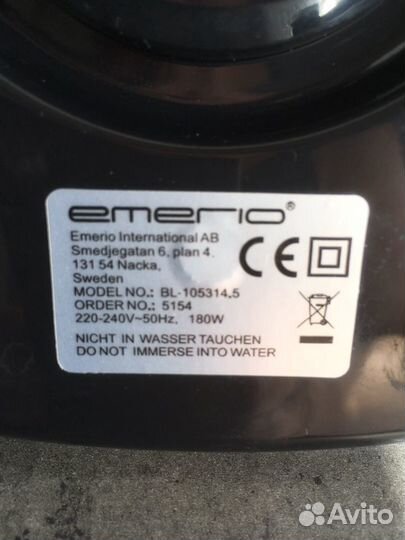 emerio®
Emerio International AB
Smedjegatan 6, plan 4.
131 54 Nacka,
Sweden
MODEL NO.: BL-105314.5
ORDER NO.: 5154
220-240V~50Hz, 180W
CE
NICHT IN WASSER TAUCHEN
DO NOT IMMERSE INTO WATER
Avito